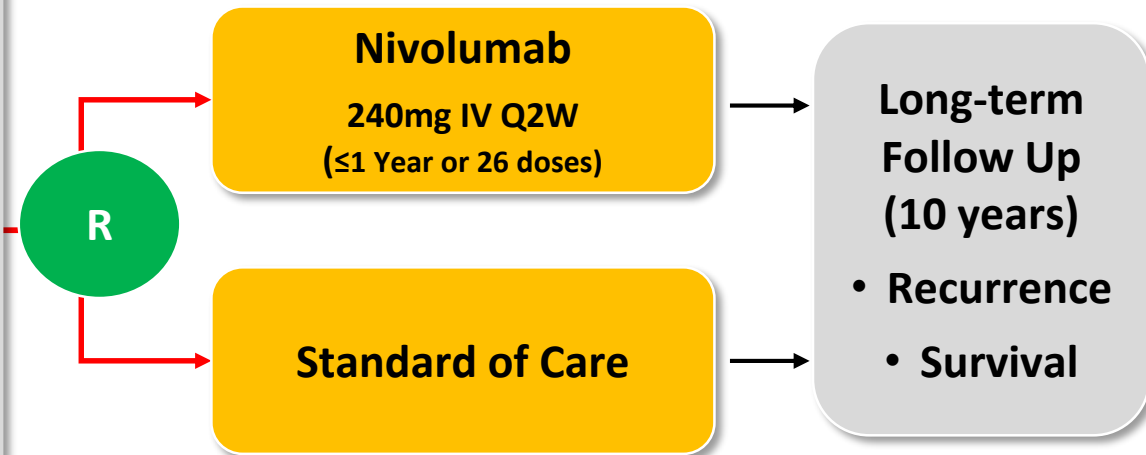 R
Nivolumab
240mg IV Q2W
(≤1 Year or 26 doses)
Standard of Care
Long-term
Follow Up
(10 years)
• Recurrence
• Survival